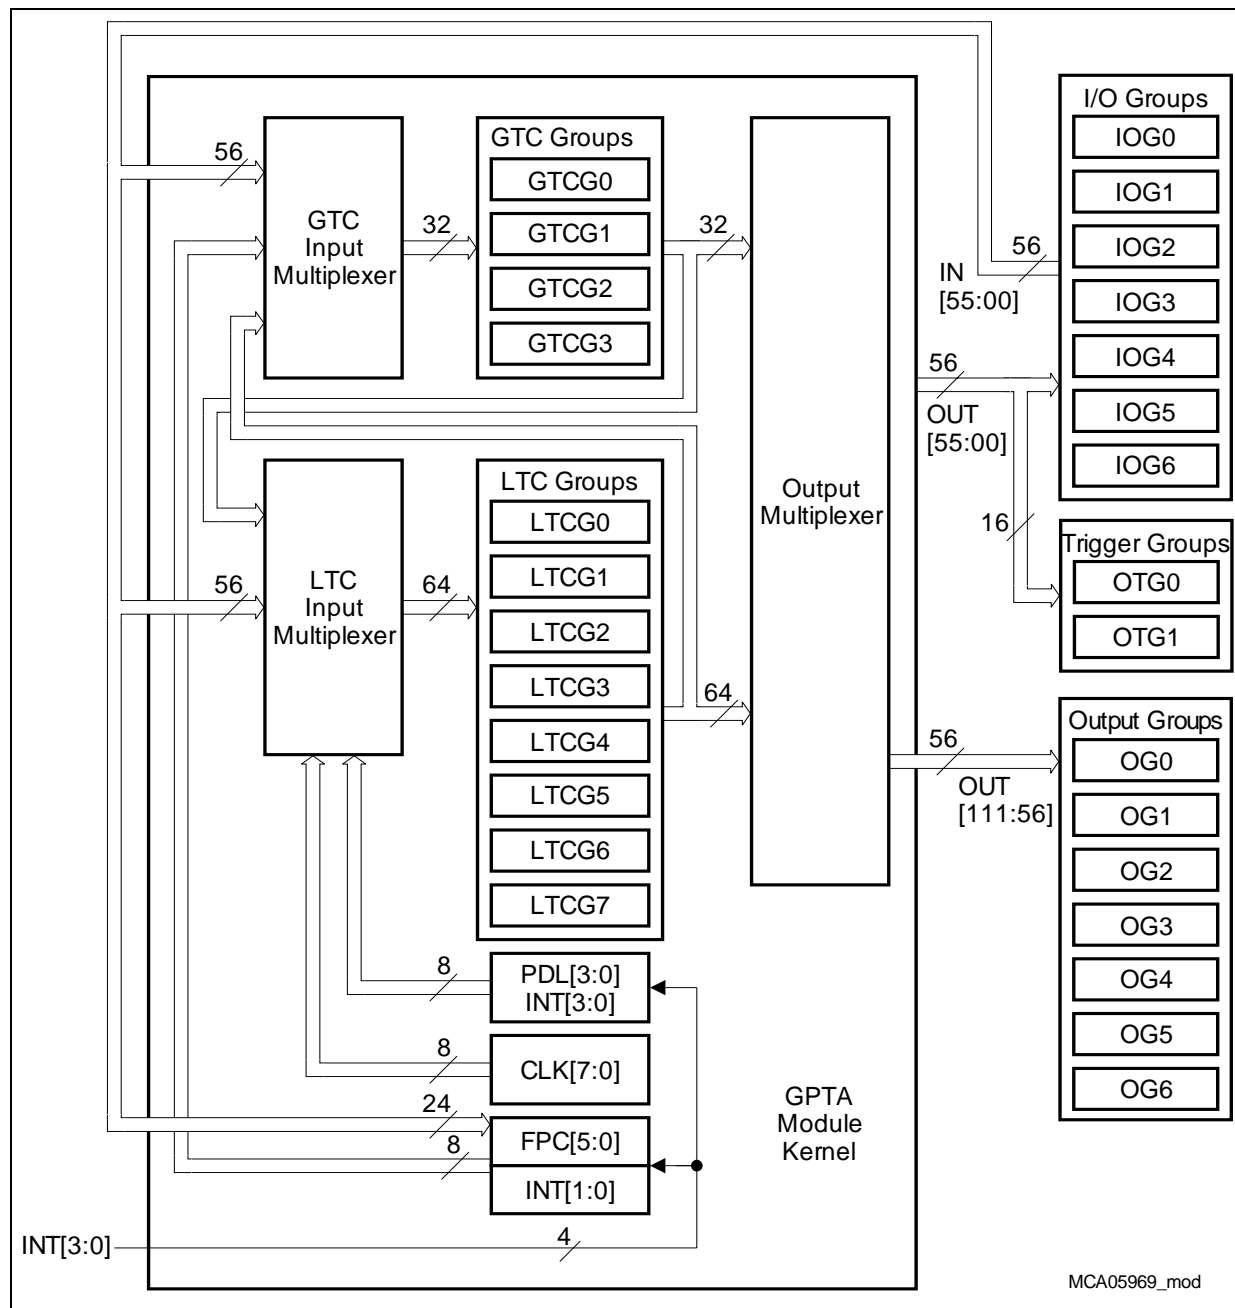 I/O Groups
IOG0
IOG1
IOG2
IOG3
IOG4
IOG5
IOG6
56
IN
[55:00]
56
GTC
Input
Multiplexer
32
GTC Groups
GTCG0
GTCG1
GTCG2
GTCG3
32
56
OUT
[55:00]
16
Trigger Groups
OTG0
OTG1
56
LTC
Input
Multiplexer
64
LTC Groups
LTCG0
LTCG1
LTCG2
LTCG3
LTCG4
LTCG5
LTCG6
LTCG7
64
Output
Multiplexer
56
OUT
[111:56]
Output Groups
OG0
OG1
OG2
OG3
OG4
OG5
OG6
8
PDL[3:0]
INT[3:0]
8
CLK[7:0]
24
FPC[5:0]
8
INT[1:0]
GPTA
Module
Kernel
INT[3:0]
4
MCA05969_mod